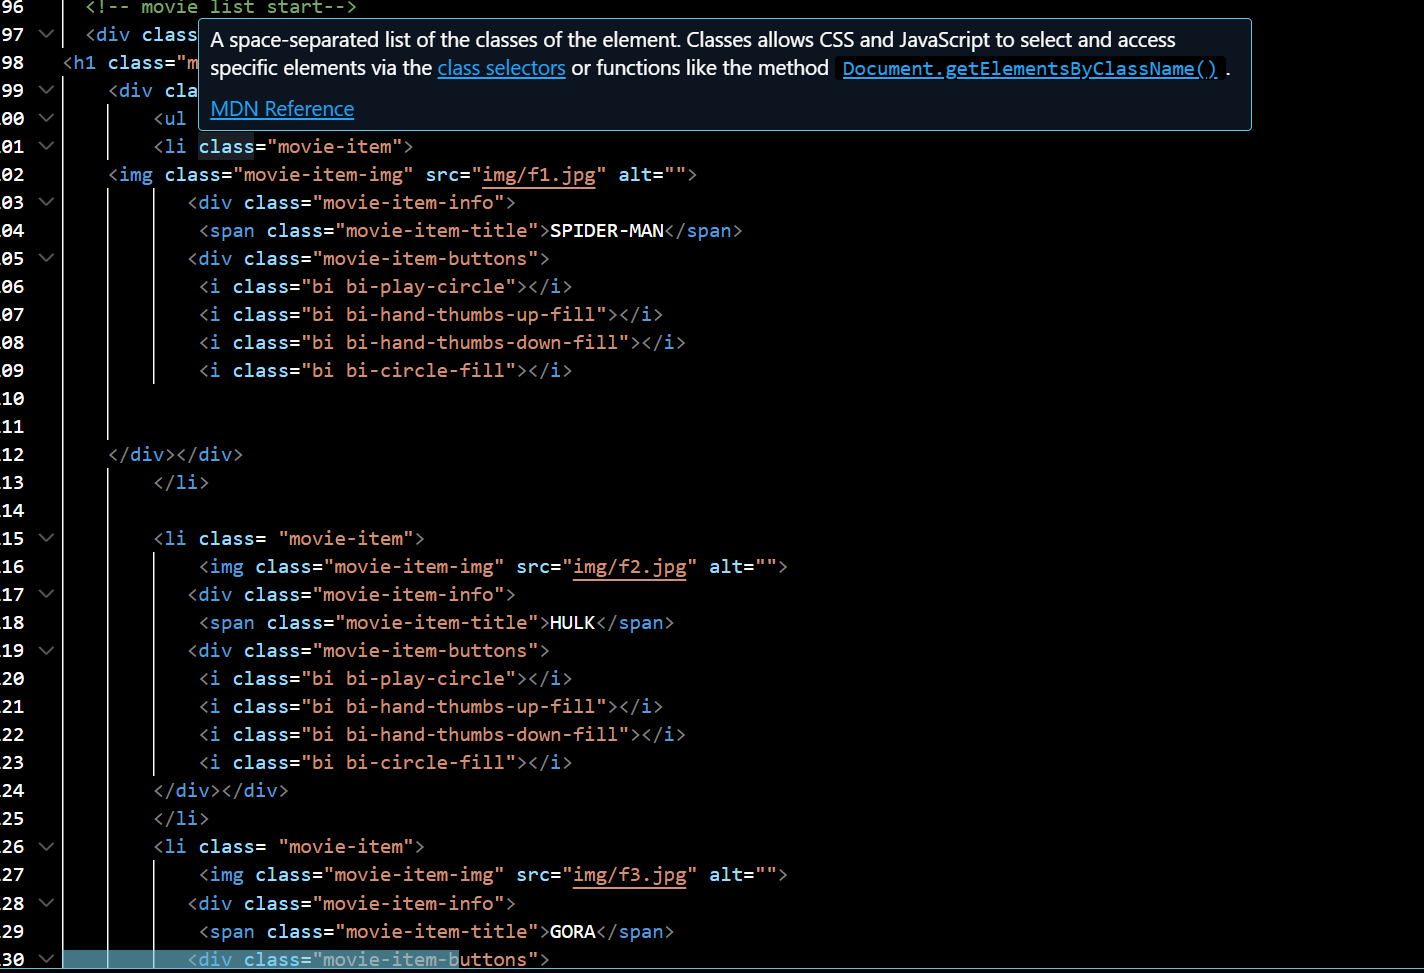 96 <!-- movie list start-->
97 <div class
A space-separated list of the classes of the element. Classes allows CSS and JavaScript to select and access
specific elements via the class selectors or functions like the method Document.getElementsByClassName() .
MDN Reference
98 <h1 class="m
99 <div cla
00 <ul
01 <li class="movie-item">
02 <img class="movie-item-img" src="img/f1.jpg" alt="">
03 <div class="movie-item-info">
04 <span class="movie-item-title">SPIDER-MAN</span>
05 <div class="movie-item-buttons">
06 <i class="bi bi-play-circle"></i>
07 <i class="bi bi-hand-thumbs-up-fill"></i>
08 <i class="bi bi-hand-thumbs-down-fill"></i>
09 <i class="bi bi-circle-fill"></i>
10
11
12 </div></div>
13 </li>
14
15 <li class= "movie-item">
16 <img class="movie-item-img" src="img/f2.jpg" alt="">
17 <div class="movie-item-info">
18 <span class="movie-item-title">HULK</span>
19 <div class="movie-item-buttons">
20 <i class="bi bi-play-circle"></i>
21 <i class="bi bi-hand-thumbs-up-fill"></i>
22 <i class="bi bi-hand-thumbs-down-fill"></i>
23 <i class="bi bi-circle-fill"></i>
24 </div></div>
25 </li>
26 <li class= "movie-item">
27 <img class="movie-item-img" src="img/f3.jpg" alt="">
28 <div class="movie-item-info">
29 <span class="movie-item-title">GORA</span>
30 <div class="movie-item-buttons">